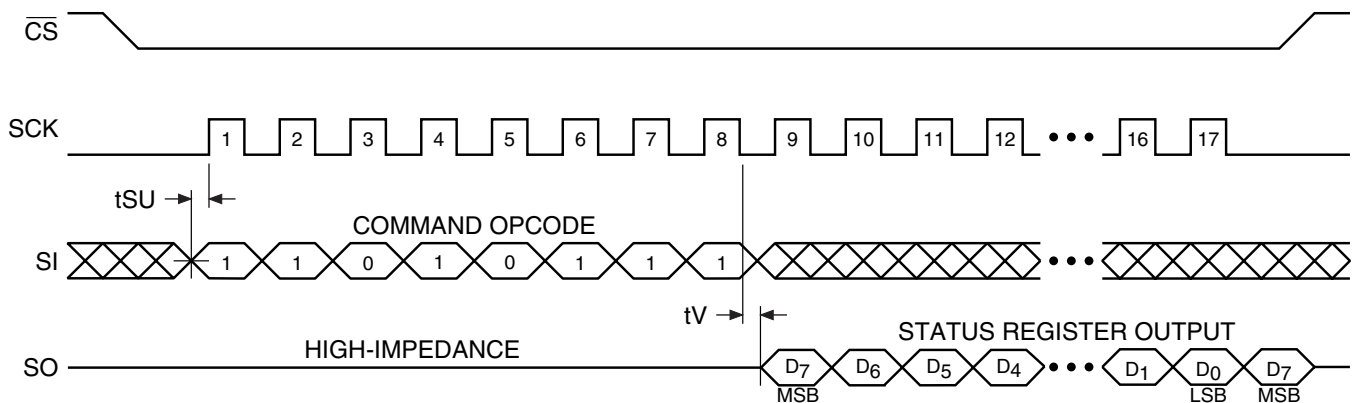 CS
SCK
1 2 3 4 5 6 7 8 9 10 11 12 ••• 16 17
tSU
COMMAND OPCODE
SI
1 1 0 1 0 1 1 1 •••
tV
STATUS REGISTER OUTPUT
HIGH-IMPEDANCE
SO
D7 D6 D5 D4 ••• D1 D0 D7
MSB LSB MSB